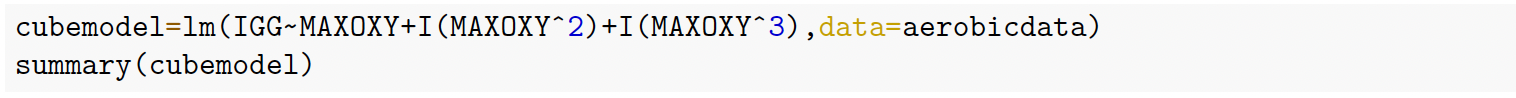 cubemodel=lm(IGG~MAXOXY+I(MAXOXY^2)+I(MAXOXY^3),data=aerobicdata)
summary(cubemodel)